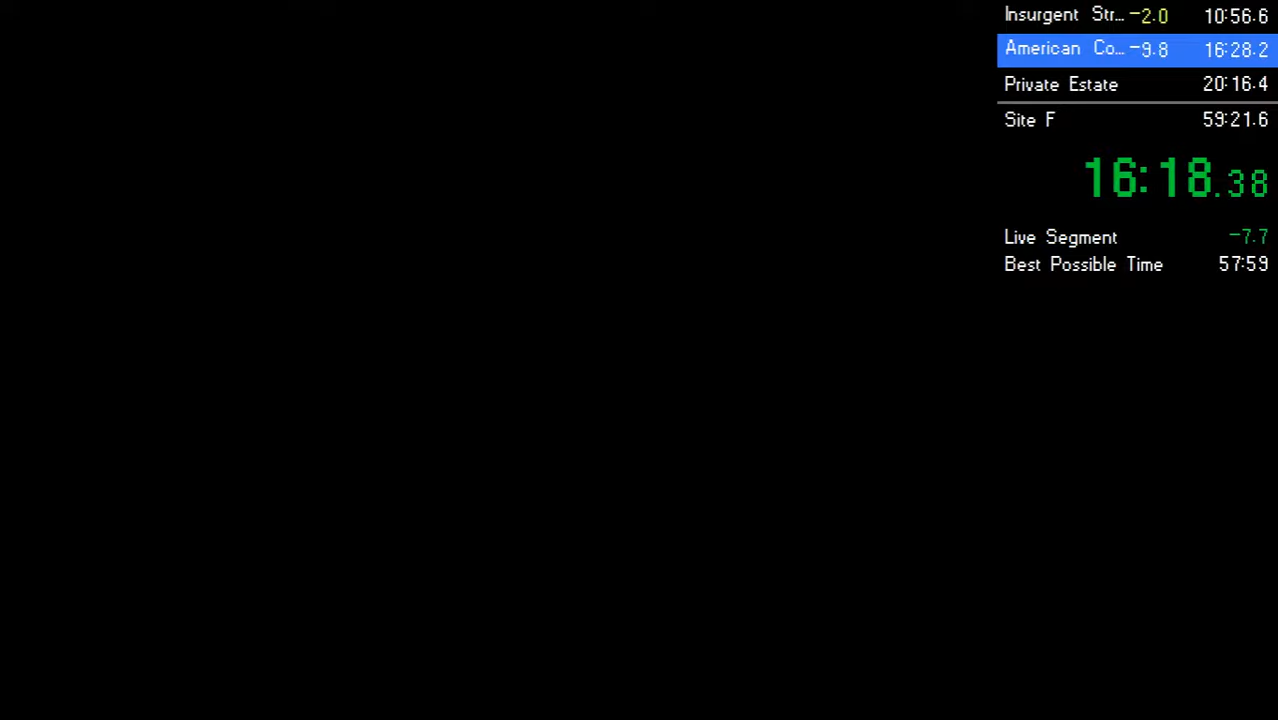 Insurgent Str... -2.0 10:56.6
American Co... -9.8 16:28.2
Private Estate 20:16.4
Site F 59:21.6
16:18.38
Live Segment -7.7
Best Possible Time 57:59